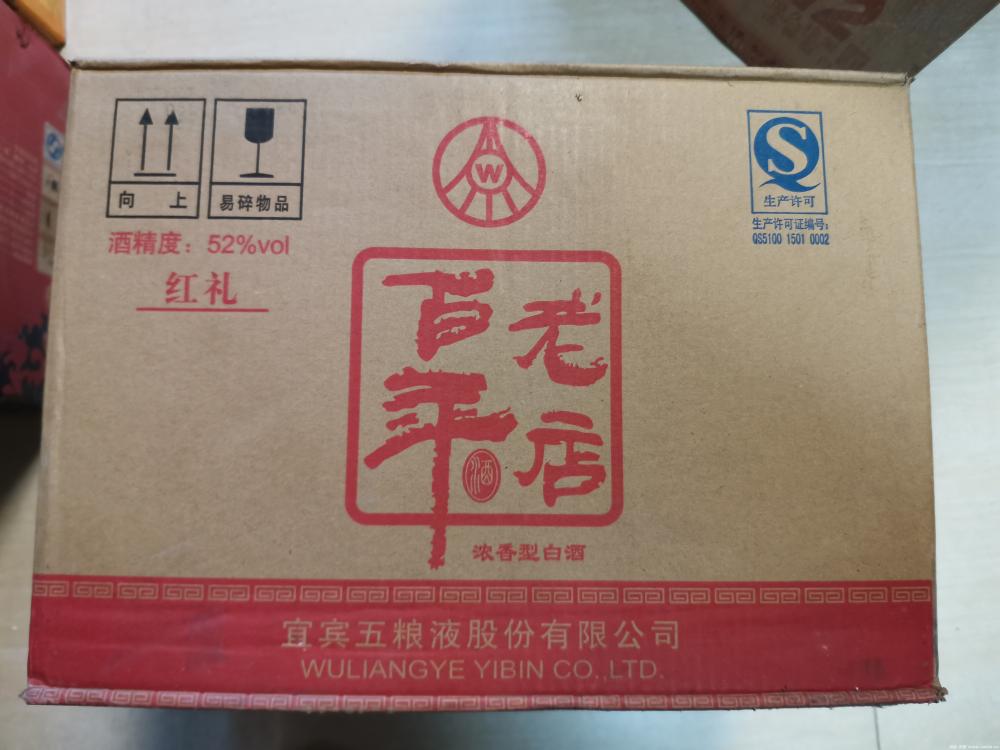 向 上
易碎物品
酒精度：52%vol
红礼
W
S
生产许可
生产许可证编号：
QS5100 1501 0002
百年
老店
酒
浓香型白酒
宜宾五粮液股份有限公司
WULIANGYE YIBIN CO.,LTD.